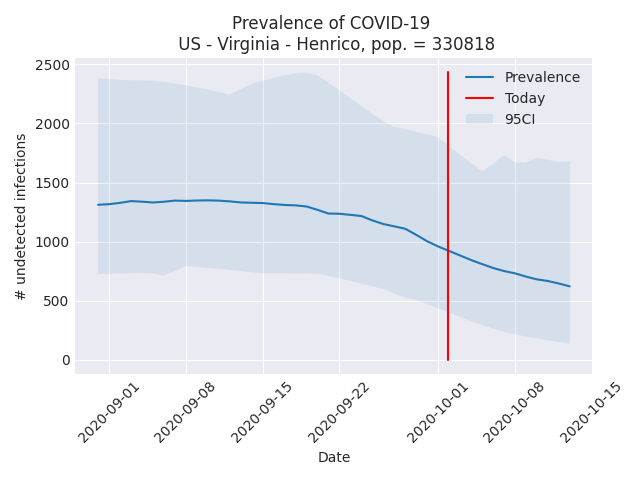 Prevalence of COVID-19
US - Virginia - Henrico, pop. = 330818
2500
2000
1500
1000
500
0
# undetected infections
Prevalence
Today
95CI
2020-09-01
2020-09-08
2020-09-15
2020-09-22
2020-10-01
2020-10-08
2020-10-15
Date